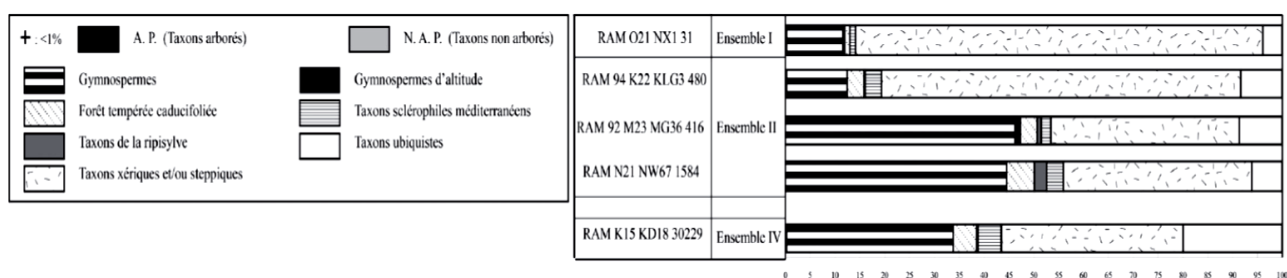 + : <1%
A. P. (Taxons arborés)
N. A. P. (Taxons non arborés)
Gymnospermes
Gymnospermes d'altitude
Forêt tempérée caducifoliée
Taxons sclérophiles méditerranéens
Taxons de la ripisylve
Taxons ubiquistes
Taxons xériques et/ou steppiques
RAM O21 NX1 31
Ensemble I
RAM 94 K22 KLG3 480
RAM 92 M23 MG36 416
Ensemble II
RAM N21 NW67 1584
RAM K15 KD18 30229
Ensemble IV
0 5 10 15 20 25 30 35 40 45 50 55 60 65 70 75 80 85 90 95 100